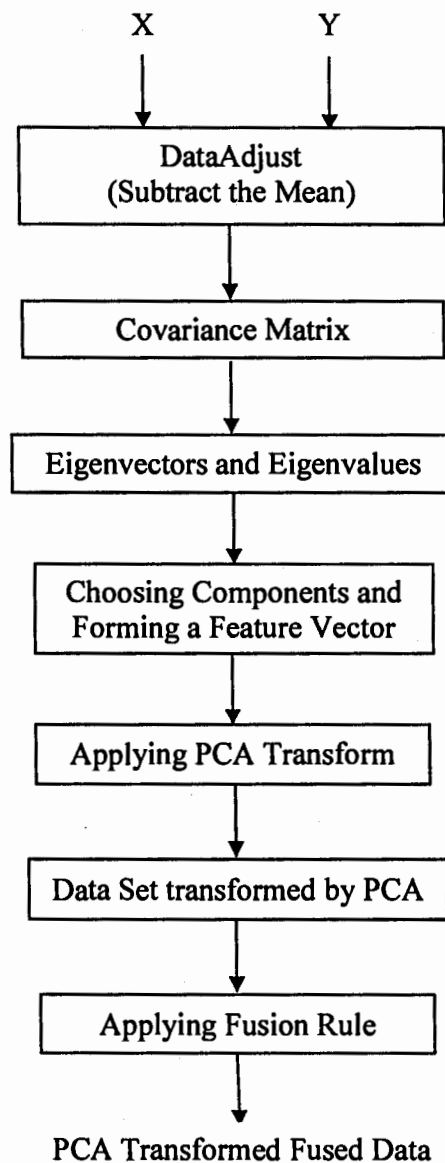 X Y
DataAdjust
(Subtract the Mean)
Covariance Matrix
Eigenvectors and Eigenvalues
Choosing Components and
Forming a Feature Vector
Applying PCA Transform
Data Set transformed by PCA
Applying Fusion Rule
PCA Transformed Fused Data